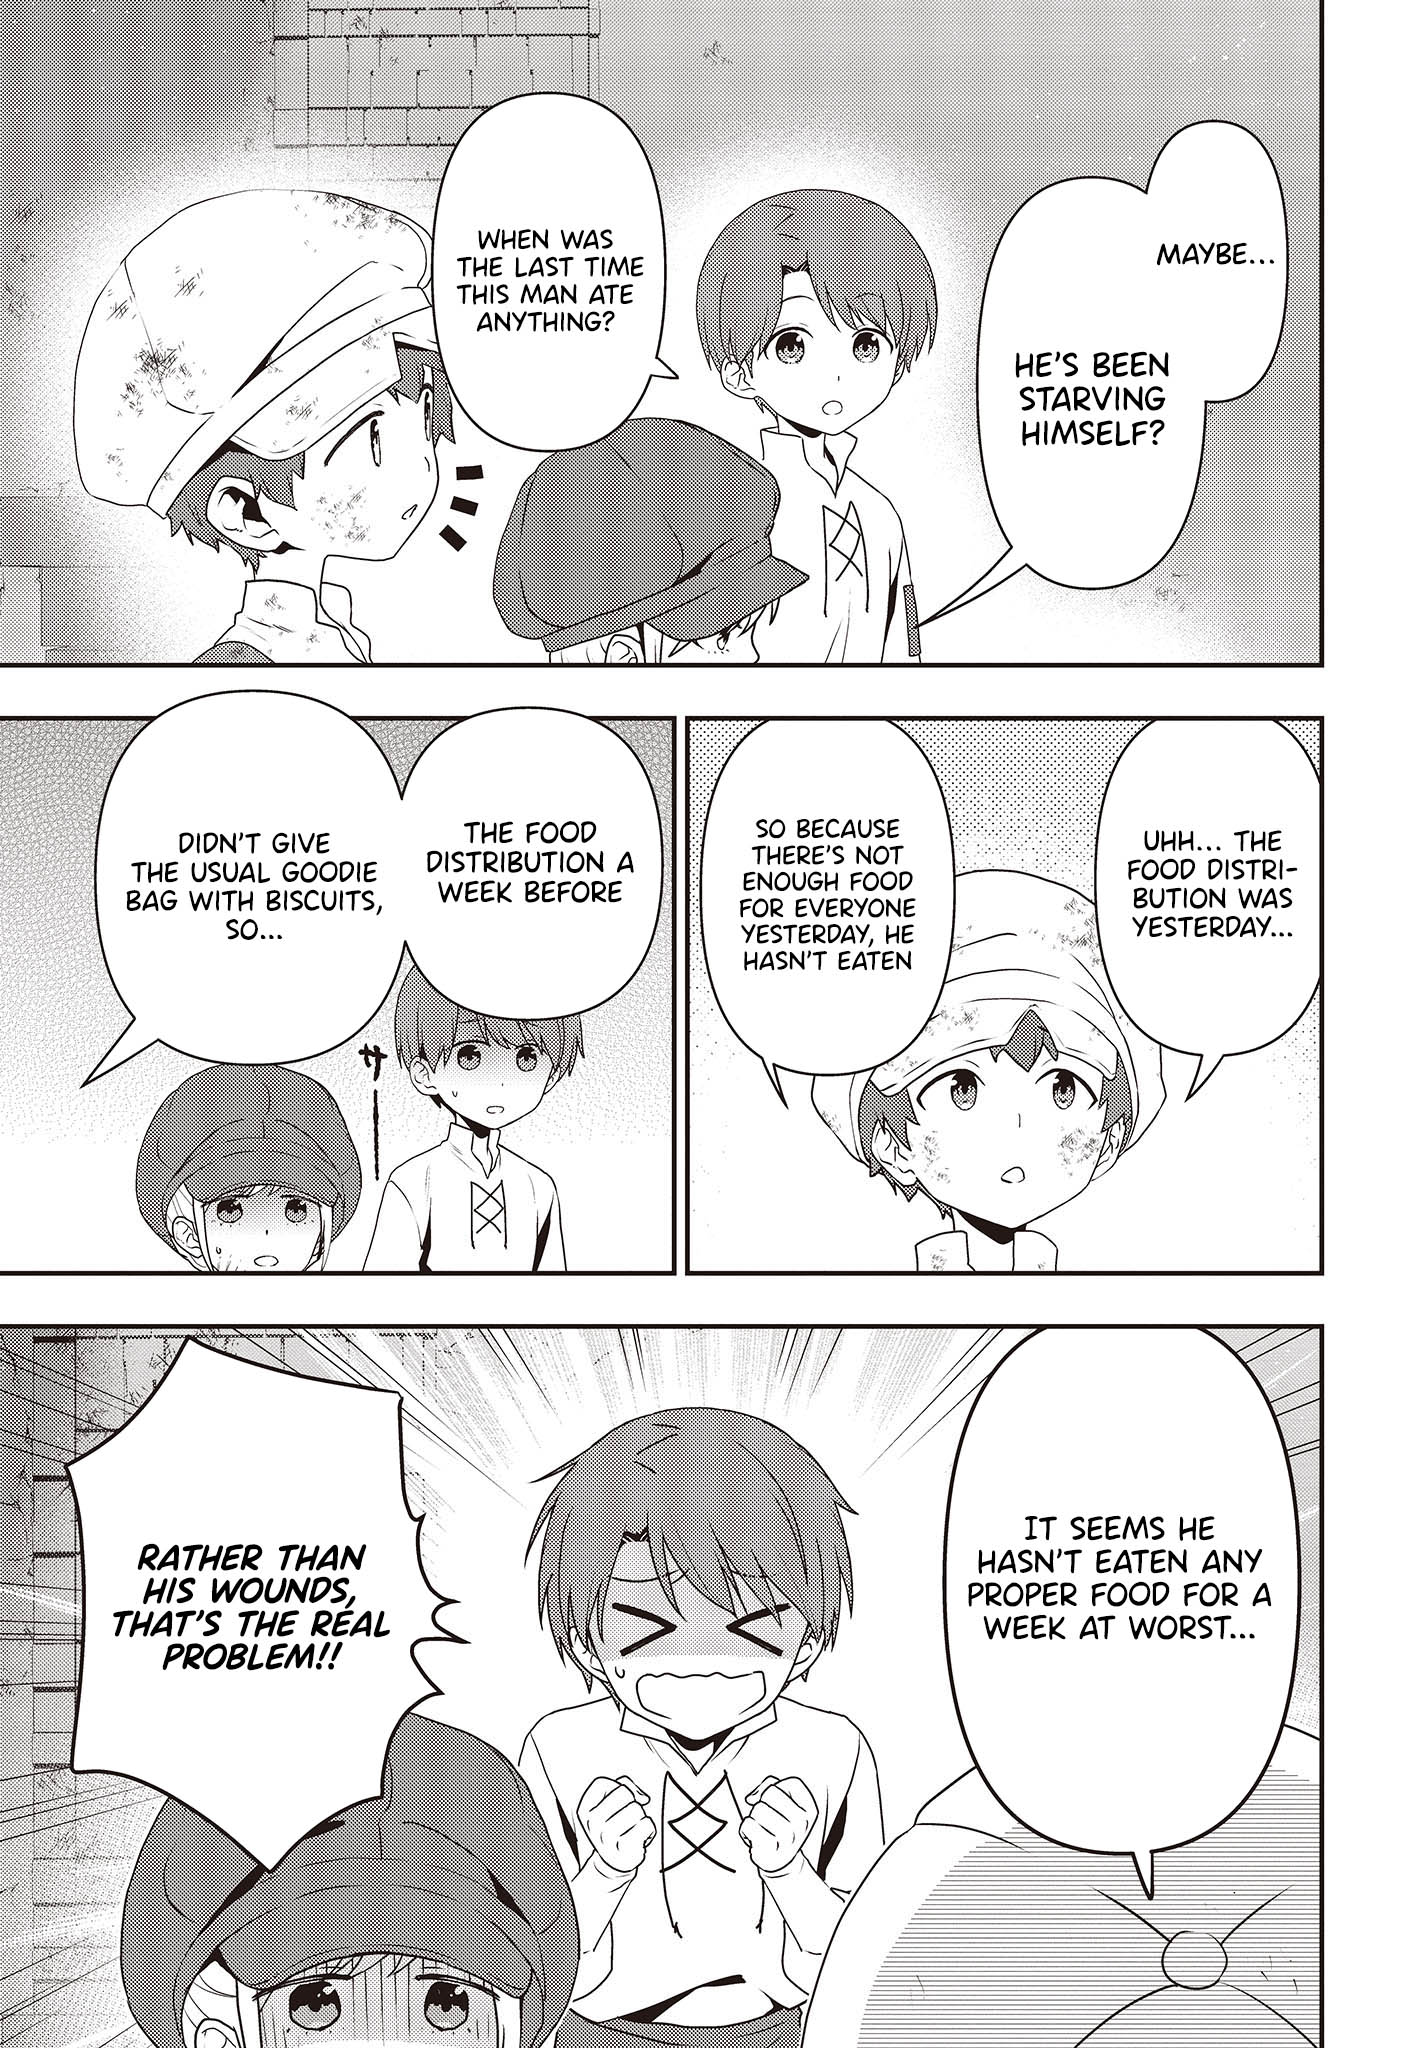 MAYBE...
HE'S BEEN
STARVING
HIMSELF?
WHEN WAS
THE LAST TIME
THIS MAN ATE
ANYTHING?
UHH... THE
FOOD DISTRI-
BUTION WAS
YESTERDAY...
SO BECAUSE
THERE'S NOT
ENOUGH FOOD
FOR EVERYONE
YESTERDAY, HE
HASN'T EATEN
THE FOOD
DISTRIBUTION A
WEEK BEFORE
DIDN'T GIVE
THE USUAL GOODIE
BAG WITH BISCUITS,
SO...
サーッ
IT SEEMS HE
HASN'T EATEN ANY
PROPER FOOD FOR A
WEEK AT WORST...
RATHER THAN
HIS WOUNDS,
THAT'S THE REAL
PROBLEM!!